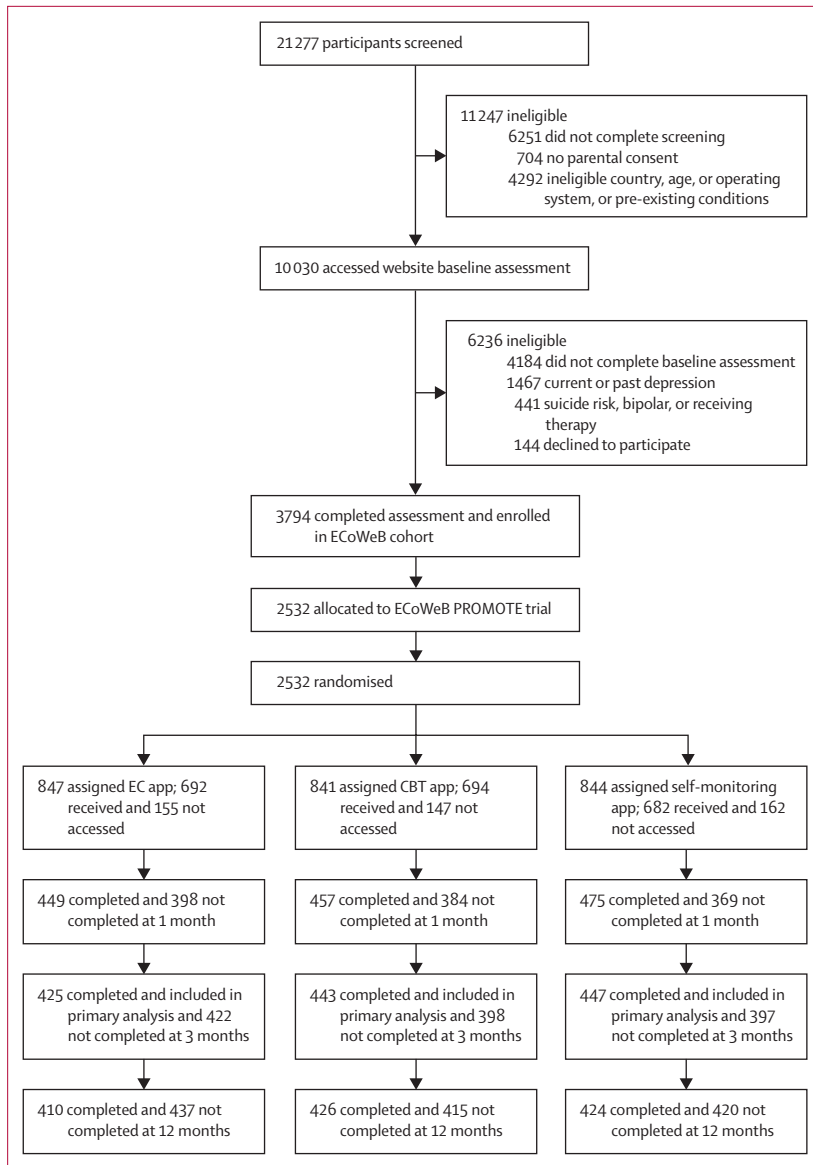 21277 participants screened
11247 ineligible
6251 did not complete screening
704 no parental consent
4292 ineligible country, age, or operating
system, or pre-existing conditions
10030 accessed website baseline assessment
6236 ineligible
4184 did not complete baseline assessment
1467 current or past depression
441 suicide risk, bipolar, or receiving
therapy
144 declined to participate
3794 completed assessment and enrolled
in ECoWeB cohort
2532 allocated to ECoWeB PROMOTE trial
2532 randomised
847 assigned EC app; 692
received and 155 not
accessed
841 assigned CBT app; 694
received and 147 not
accessed
844 assigned self-monitoring
app; 682 received and 162
not accessed
449 completed and 398 not
completed at 1 month
457 completed and 384 not
completed at 1 month
475 completed and 369 not
completed at 1 month
425 completed and included in
primary analysis and 422
not completed at 3 months
443 completed and included in
primary analysis and 398
not completed at 3 months
447 completed and included in
primary analysis and 397
not completed at 3 months
410 completed and 437 not
completed at 12 months
426 completed and 415 not
completed at 12 months
424 completed and 420 not
completed at 12 months